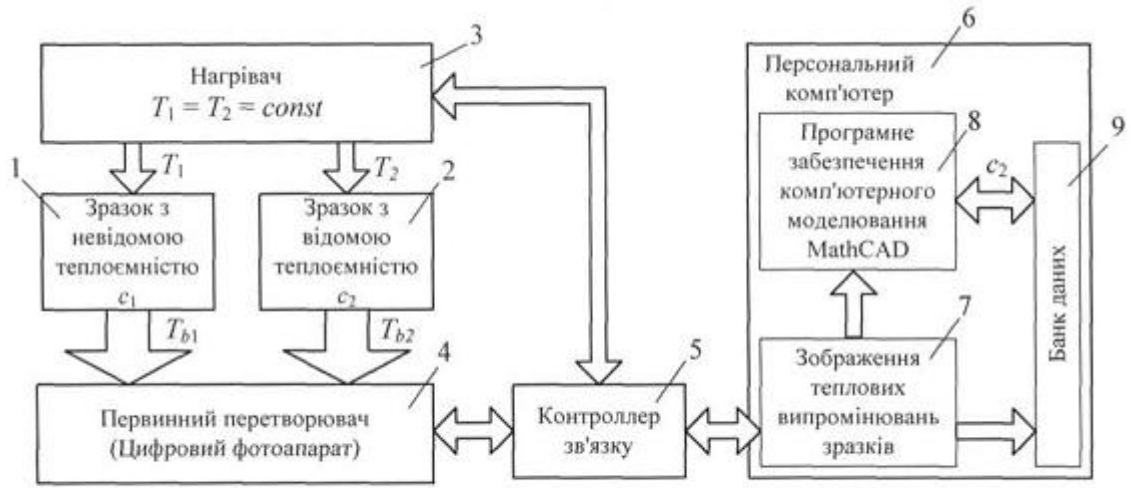 3
Нагрівач
T₁ = T₂ = const
T₁
T₂
1
Зразок з
невідомою
теплоємністю
c₁
2
Зразок з
відомою
теплоємністю
c₂
T_b1
T_b2
4
Первинний перетворювач
(Цифровий фотоапарат)
5
Контроллер
зв'язку
6
Персональний
комп'ютер
8
Програмне
забезпечення
комп'ютерного
моделювання
MathCAD
c₂
9
Банк даних
7
Зображення
теплових
випромінювань
зразків